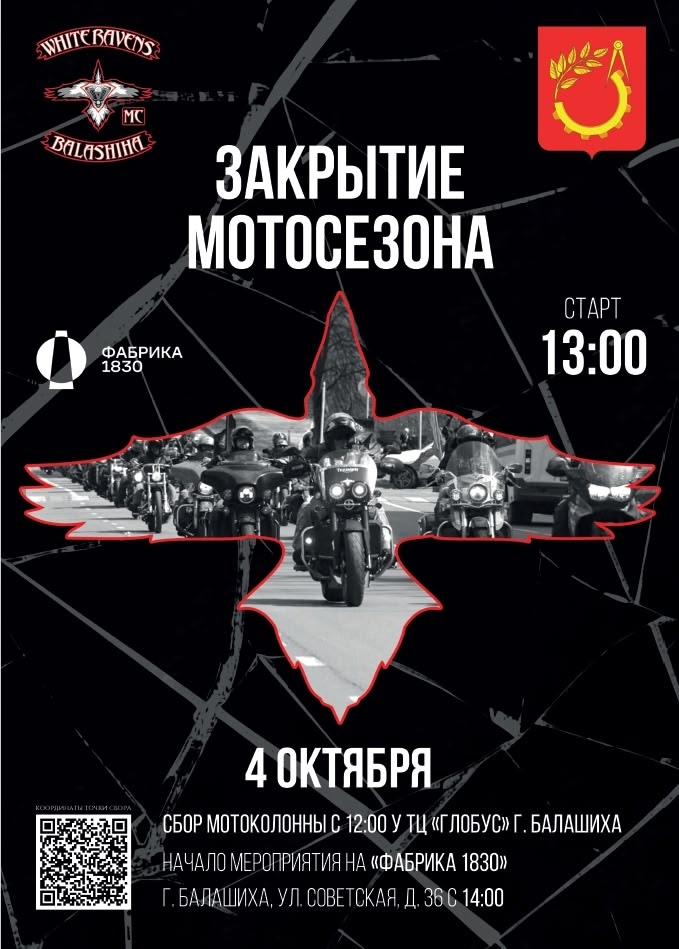 WHITE RAVENS
MC
BALASHIHA
ЗАКРЫТИЕ
МОТОСЕЗОНА
СТАРТ
13:00
ФАБРИКА
1830
TRIUMPH
4 ОКТЯБРЯ
КООРДИНАТЫ ТОЧКИ СБОРА
СБОР МОТОКОЛОННЫ С 12:00 У ТЦ «ГЛОБУС» Г. БАЛАШИХА
НАЧАЛО МЕРОПРИЯТИЯ НА «ФАБРИКА 1830»
Г. БАЛАШИХА, УЛ. СОВЕТСКАЯ, Д. 36 С 14:00